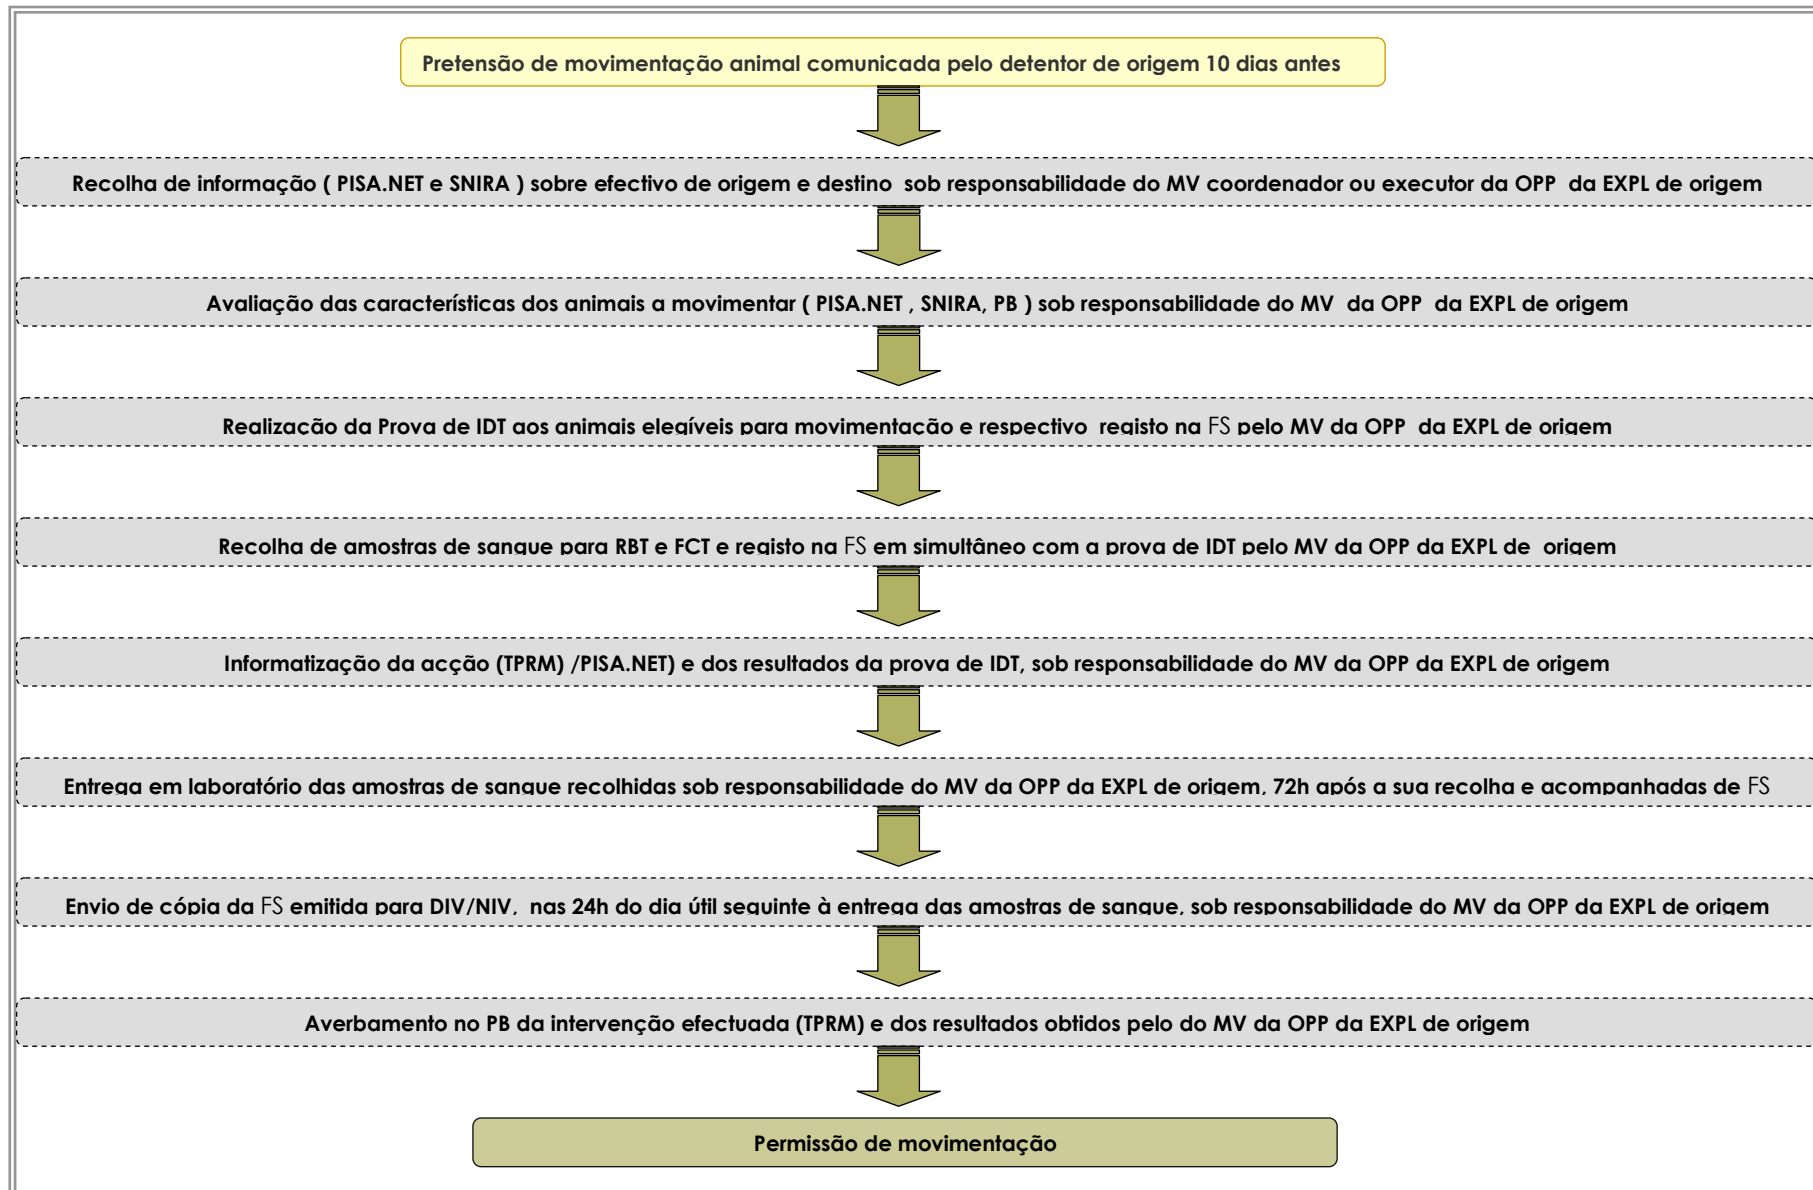 Pretensão de movimentação animal comunicada pelo detentor de origem 10 dias antes
Recolha de informação ( PISA.NET e SNIRA ) sobre efectivo de origem e destino sob responsabilidade do MV coordenador ou executor da OPP da EXPL de origem
Avaliação das características dos animais a movimentar ( PISA.NET , SNIRA, PB ) sob responsabilidade do MV da OPP da EXPL de origem
Realização da Prova de IDT aos animais elegíveis para movimentação e respectivo registo na FS pelo MV da OPP da EXPL de origem
Recolha de amostras de sangue para RBT e FCT e registo na FS em simultâneo com a prova de IDT pelo MV da OPP da EXPL de origem
Informatização da acção (TPRM) /PISA.NET) e dos resultados da prova de IDT, sob responsabilidade do MV da OPP da EXPL de origem
Entrega em laboratório das amostras de sangue recolhidas sob responsabilidade do MV da OPP da EXPL de origem, 72h após a sua recolha e acompanhadas de FS
Envio de cópia da FS emitida para DIV/NIV, nas 24h do dia útil seguinte à entrega das amostras de sangue, sob responsabilidade do MV da OPP da EXPL de origem
Averbamento no PB da intervenção efectuada (TPRM) e dos resultados obtidos pelo do MV da OPP da EXPL de origem
Permissão de movimentação